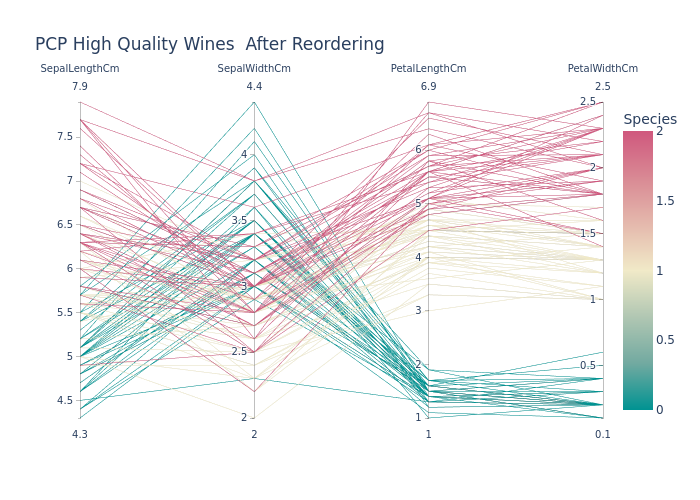 PCP High Quality Wines  After Reordering
SepalLengthCm SepalWidthCm PetalLengthCm PetalWidthCm
7.9 4.4 6.9 2.5
Species
2.5 2
7.5
4 6
7 2
1.5
6.5 3.5 5
1.5
6 3 4 1 1
5.5 3
5 2.5 2 0.5 0.5
4.5
2 1 0
4.3 2 1 0.1